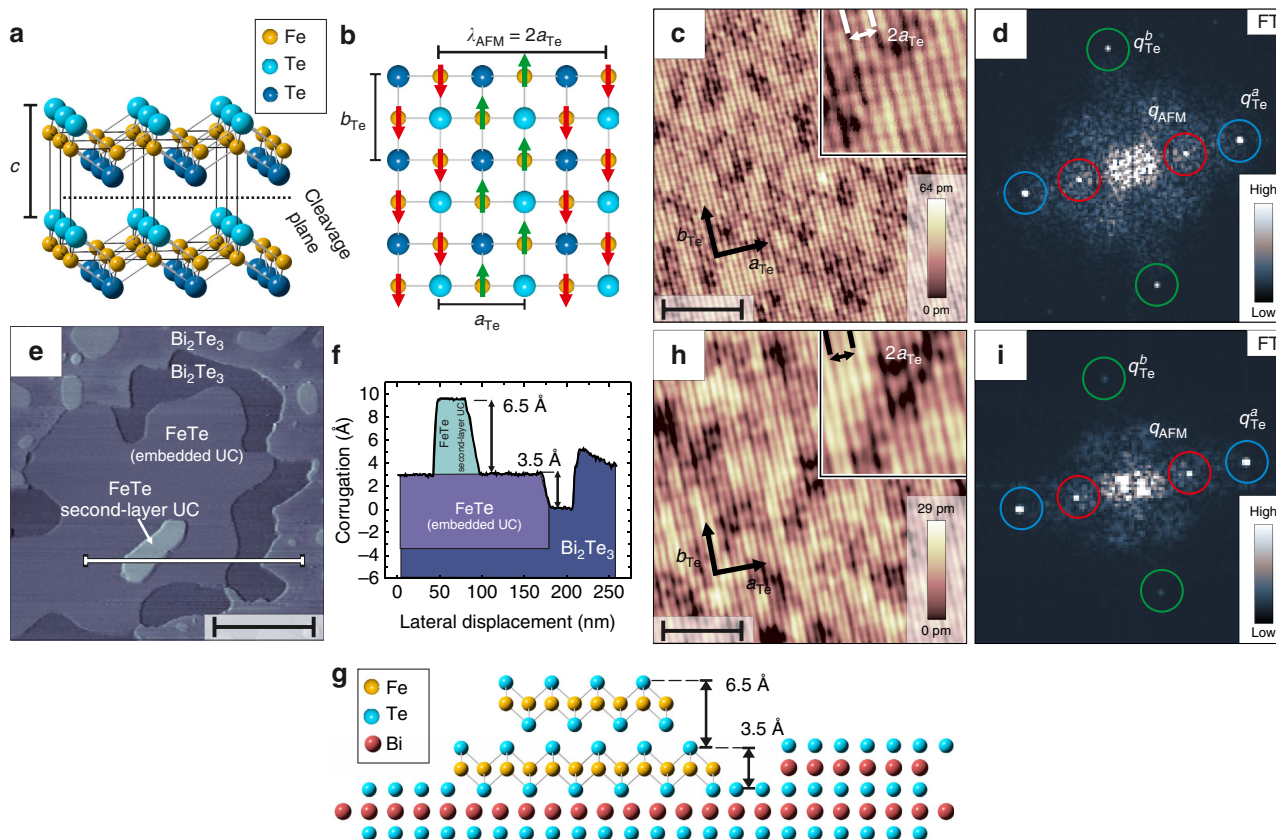 a
Fe
Te
Te
c
Cleavage
plane
b
λAFM = 2aTe
bTe
aTe
c
2aTe
64 pm
0 pm
bTe
aTe
d
FT
qbTe
qaTe
qAFM
High
Low
e
Bi2Te3
Bi2Te3
FeTe
(embedded UC)
FeTe
second-layer UC
f
Corrugation (Å)
10
8
6
4
2
0
−2
−4
−6
FeTe
second-layer UC
6.5 Å
3.5 Å
FeTe
(embedded UC)
Bi2Te3
0 50 100 150 200 250
Lateral displacement (nm)
h
2aTe
29 pm
0 pm
bTe
aTe
i
FT
qbTe
qaTe
qAFM
High
Low
g
Fe
Te
Bi
6.5 Å
3.5 Å